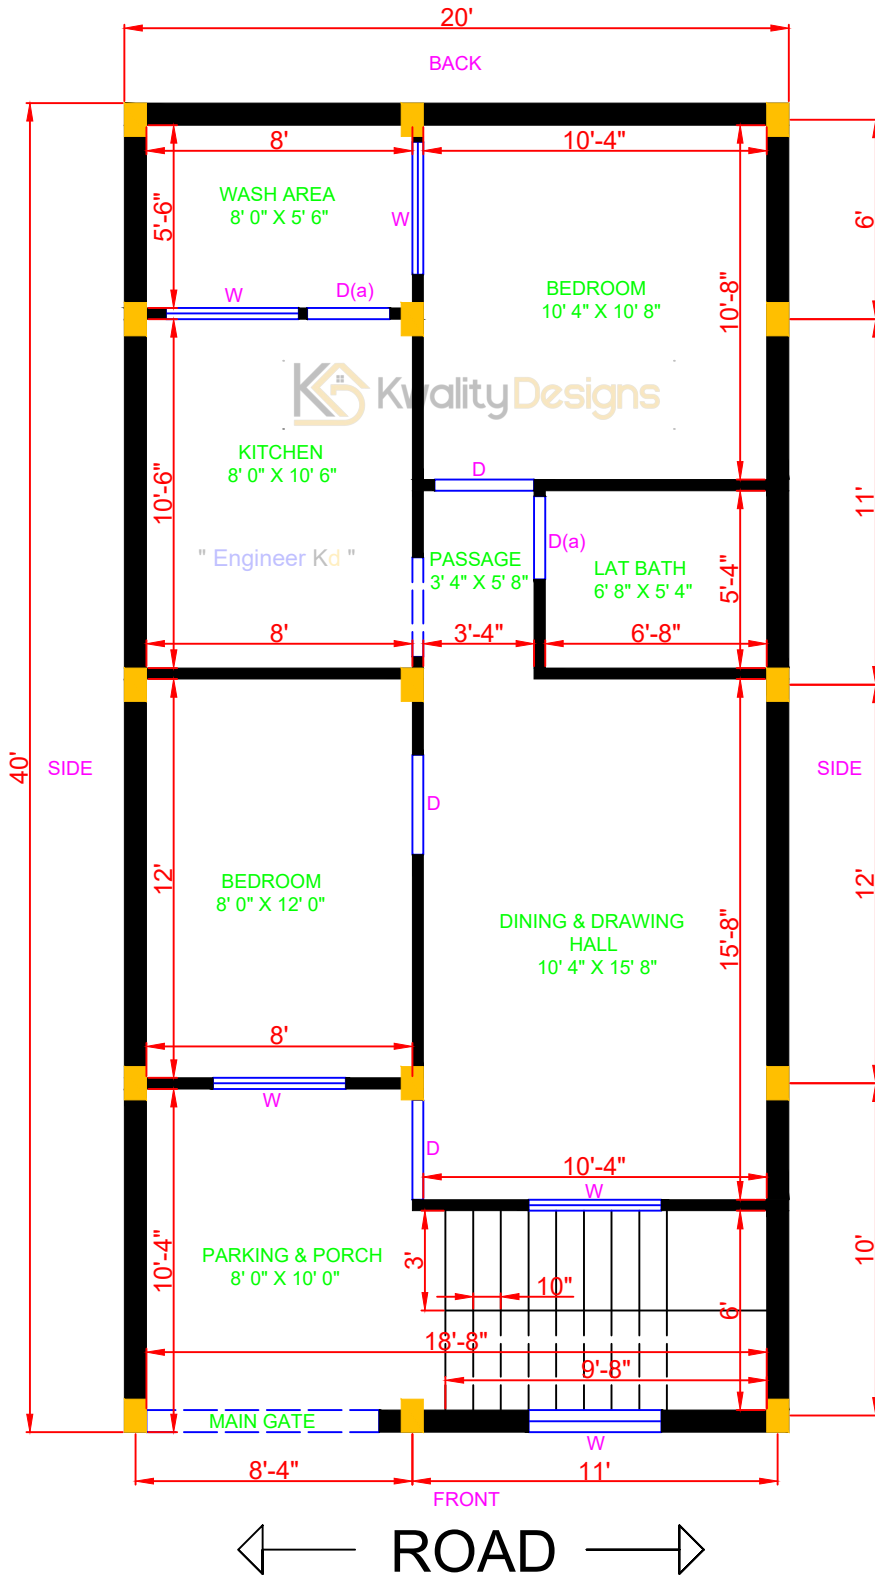 20'
BACK
8'
10'-4"
WASH AREA
8' 0" X 5' 6"
5'-6"
W
6'
W
D(a)
BEDROOM
10' 4" X 10' 8"
10'-8"
KD KwalityDesigns
KITCHEN
8' 0" X 10' 6"
10'-6"
D
11'
" Engineer Kd "
PASSAGE
3' 4" X 5' 8"
D(a)
LAT BATH
6' 8" X 5' 4"
5'-4"
8'
3'-4"
6'-8"
40'
SIDE
SIDE
D
12'
BEDROOM
8' 0" X 12' 0"
12'
DINING & DRAWING
HALL
10' 4" X 15' 8"
15'-8"
8'
W
D
10'-4"
W
PARKING & PORCH
8' 0" X 10' 0"
10'-4"
3'
10"
6'
10'
18'-8"
9'-8"
MAIN GATE
W
8'-4"
11'
FRONT
ROAD